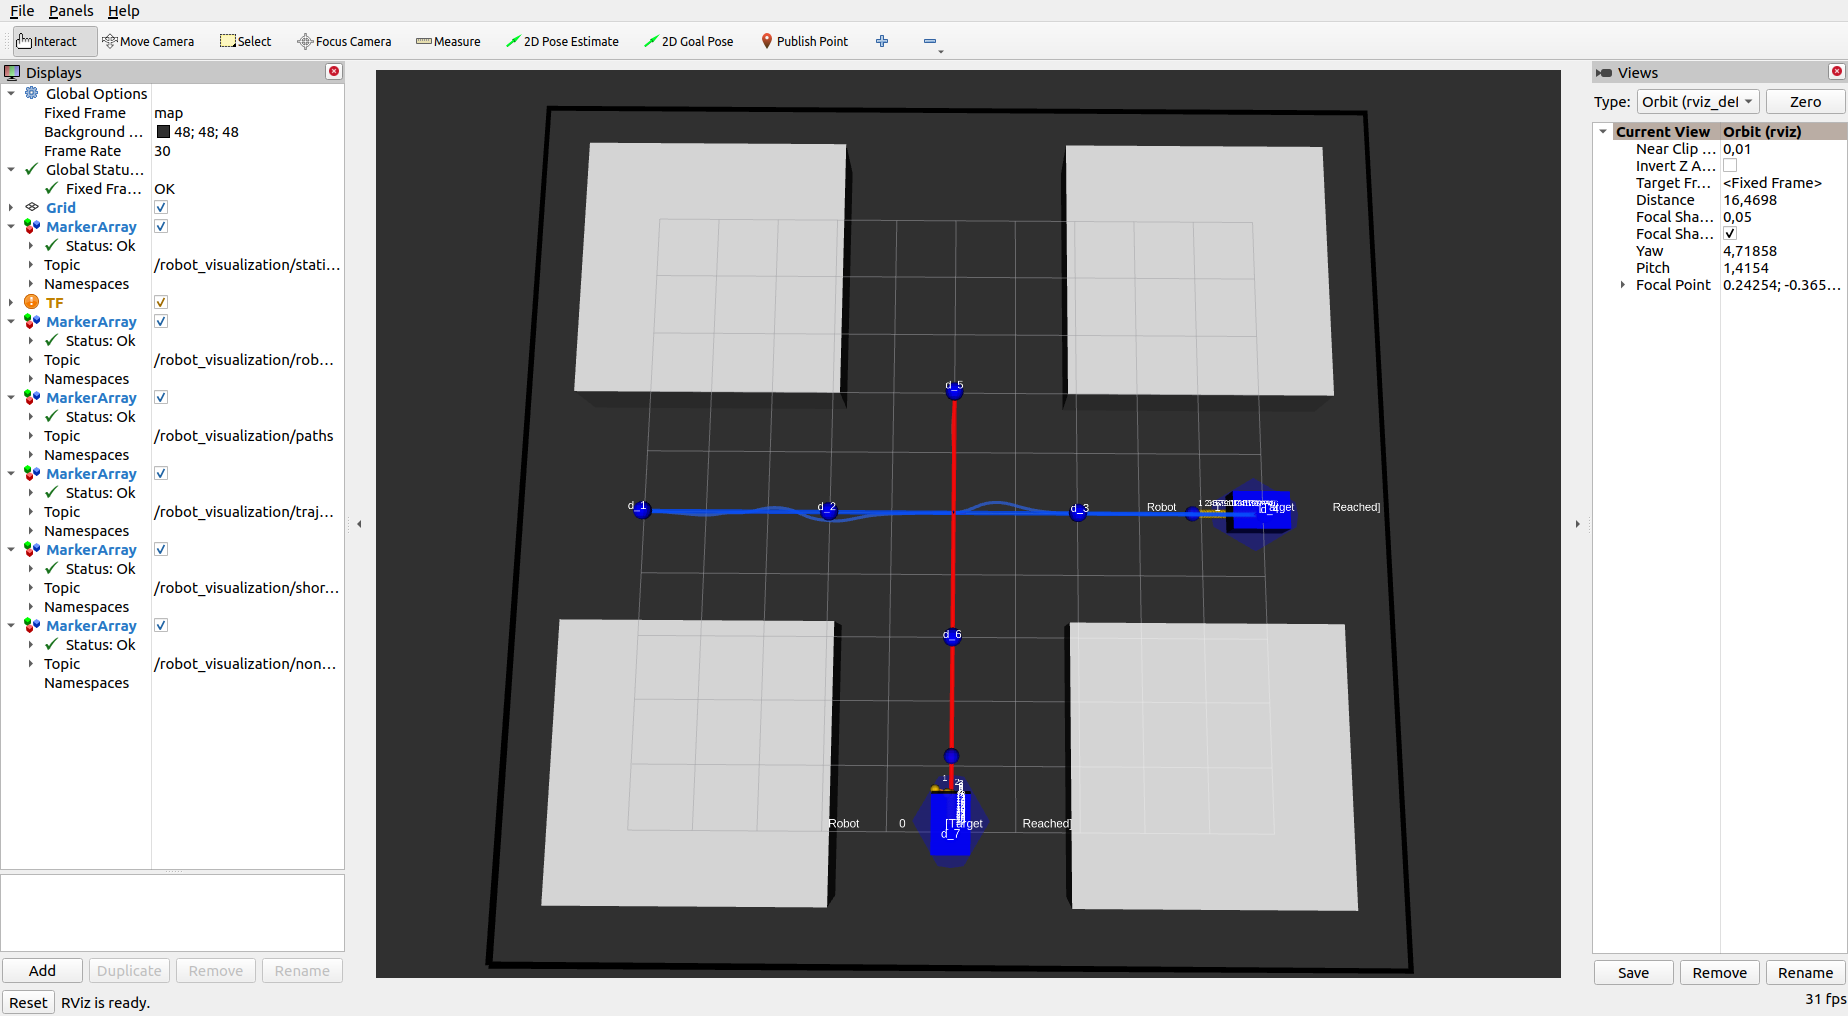 File Panels Help
Interact Move Camera Select Focus Camera Measure 2D Pose Estimate 2D Goal Pose Publish Point
Displays
Global Options
Fixed Frame map
Background ... 48; 48; 48
Frame Rate 30
Global Statu...
Fixed Fra... OK
Grid
MarkerArray
Status: Ok
Topic /robot_visualization/stati...
Namespaces
TF
MarkerArray
Status: Ok
Topic /robot_visualization/rob...
Namespaces
MarkerArray
Status: Ok
Topic /robot_visualization/paths
Namespaces
MarkerArray
Status: Ok
Topic /robot_visualization/traj...
Namespaces
MarkerArray
Status: Ok
Topic /robot_visualization/shor...
Namespaces
MarkerArray
Status: Ok
Topic /robot_visualization/non...
Namespaces
Add Duplicate Remove Rename
Reset RViz is ready.
d_5
d_1 d_2 d_3 Robot 1 Reached]
d_6
Robot 0 [Target Reached]
d_7
Views
Type: Orbit (rviz_def Zero
Current View Orbit (rviz)
Near Clip ... 0,01
Invert Z A...
Target Fr... <Fixed Frame>
Distance 16,4698
Focal Sha... 0,05
Focal Sha...
Yaw 4,71858
Pitch 1,4154
Focal Point 0.24254; -0.365...
Save Remove Rename
31 fps